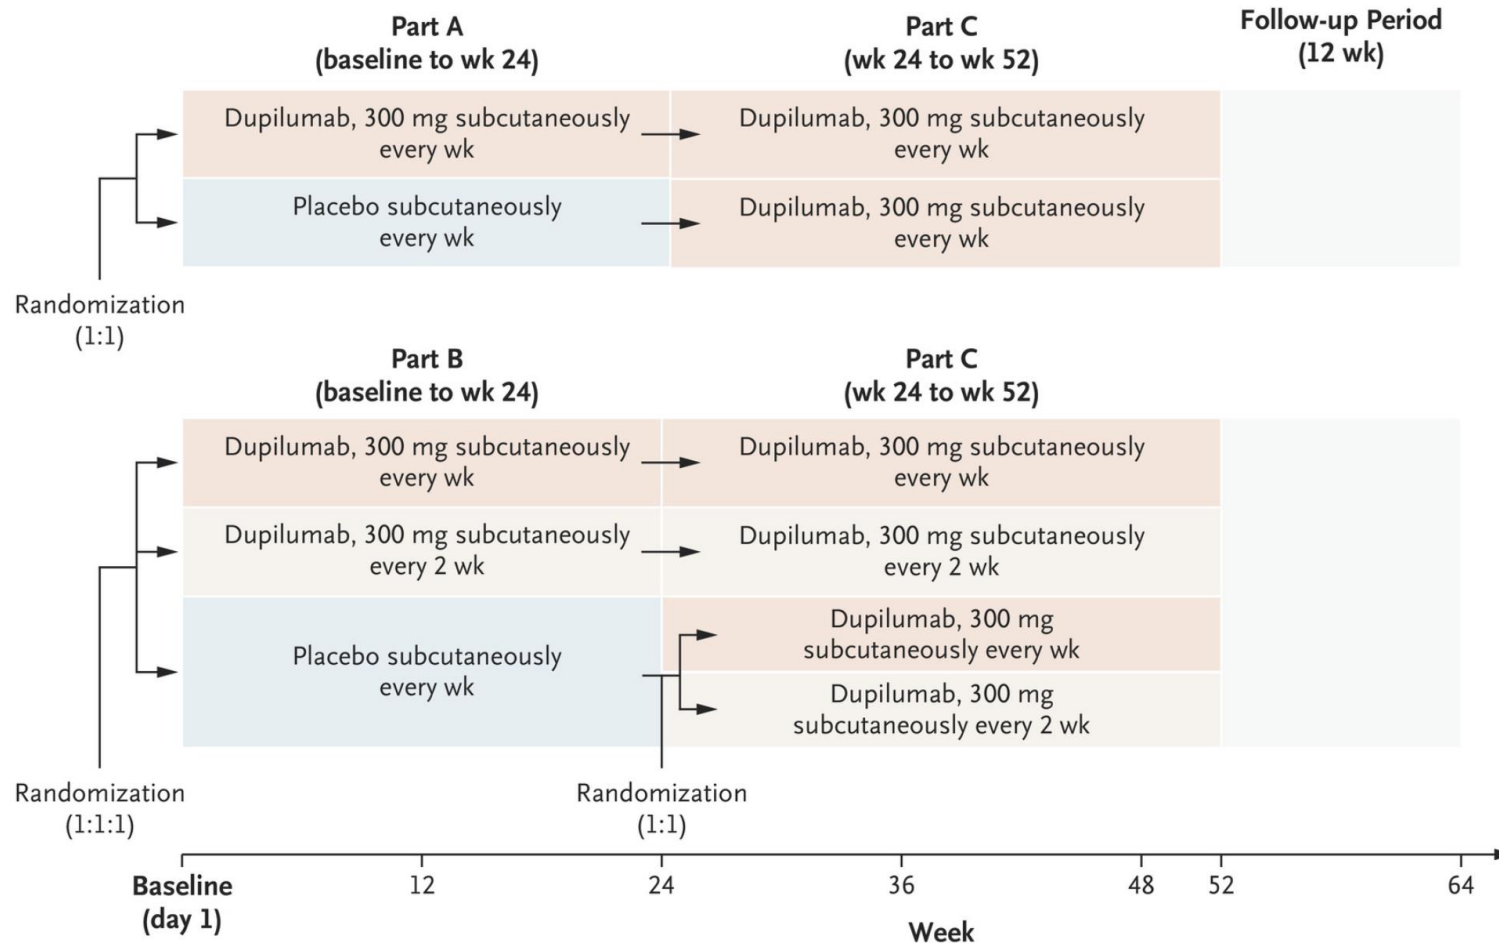 Part A
(baseline to wk 24)
Part C
(wk 24 to wk 52)
Follow-up Period
(12 wk)
Dupilumab, 300 mg subcutaneously
every wk
Dupilumab, 300 mg subcutaneously
every wk
Placebo subcutaneously
every wk
Dupilumab, 300 mg subcutaneously
every wk
Randomization
(1:1)
Part B
(baseline to wk 24)
Part C
(wk 24 to wk 52)
Dupilumab, 300 mg subcutaneously
every wk
Dupilumab, 300 mg subcutaneously
every wk
Dupilumab, 300 mg subcutaneously
every 2 wk
Dupilumab, 300 mg subcutaneously
every 2 wk
Placebo subcutaneously
every wk
Dupilumab, 300 mg
subcutaneously every wk
Dupilumab, 300 mg
subcutaneously every 2 wk
Randomization
(1:1:1)
Randomization
(1:1)
Baseline
(day 1)
12
24
36
48
52
64
Week